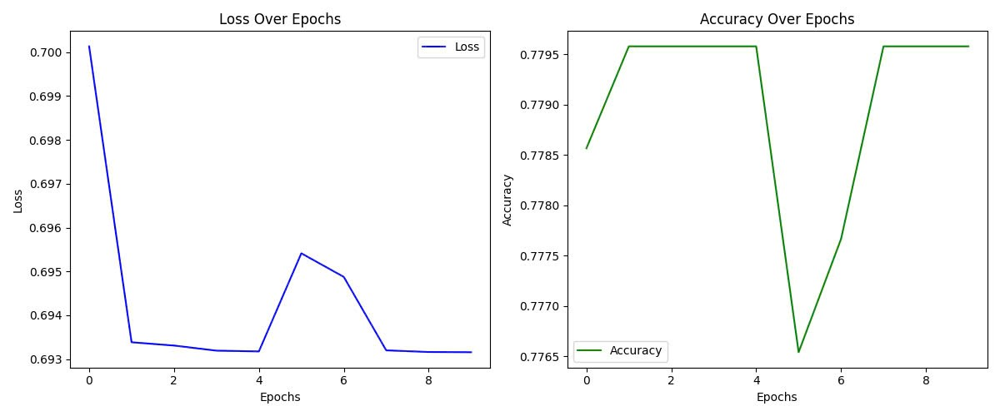 Loss Over Epochs
0.700
0.699
0.698
0.697
0.696
0.695
0.694
0.693
Loss
Loss
0 2 4 6 8
Epochs
Accuracy Over Epochs
0.7795
0.7790
0.7785
0.7780
0.7775
0.7770
0.7765
Accuracy
Accuracy
0 2 4 6 8
Epochs